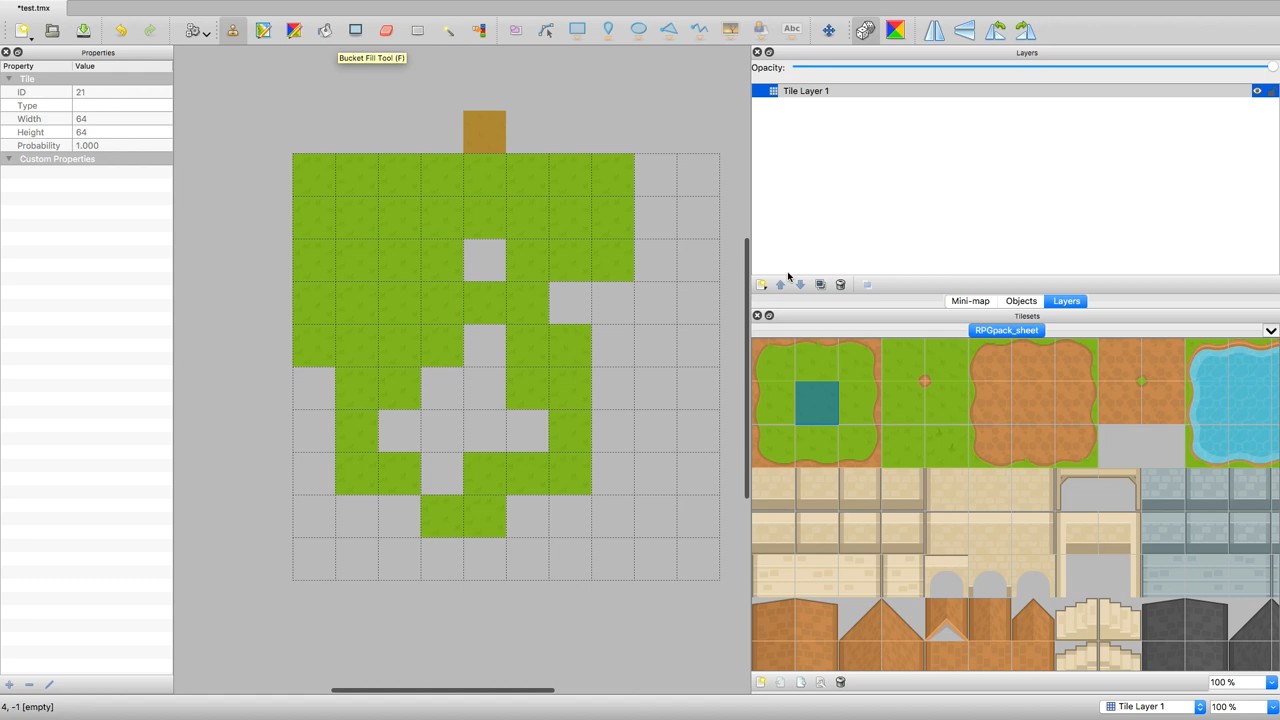 *test.tmx
Abc
Properties
Property Value
Tile
ID 21
Type
Width 64
Height 64
Probability 1.000
Custom Properties
Bucket Fill Tool (F)
Layers
Opacity:
Tile Layer 1
Mini-map Objects Layers
Tilesets
RPGpack_sheet
100 %
4, -1 [empty]
Tile Layer 1
100 %